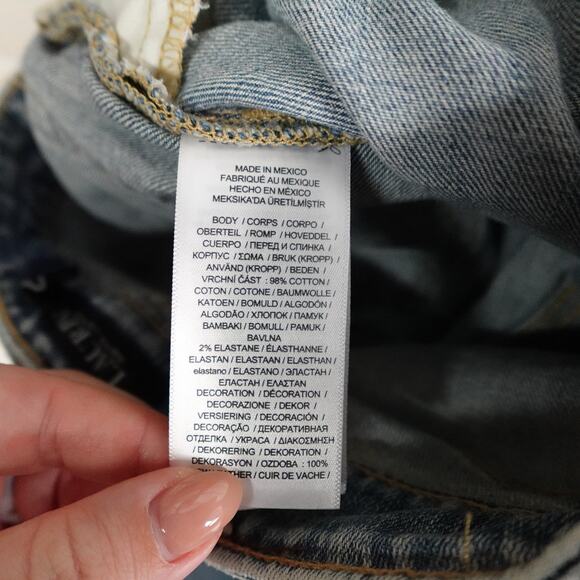 MADE IN MEXICO
FABRIQUÉ AU MEXIQUE
HECHO EN MÉXICO
MEKSIKA'DA ÜRETİLMİŞTİR
BODY / CORPS / CORPO /
OBERTEIL / ROMP / HOVEDDEL /
CUERPO / ПЕРЕД И СПИНКА /
КОРПУС / ΣΩΜΑ / BRUK (KROPP) /
ANVÄND (KROPP) / BEDEN /
VRCHNÍ ČÁST : 98% COTTON /
COTON / COTONE / BAUMWOLLE /
KATOEN / BOMULD / ALGODÓN /
ALGODÃO / ХЛОПОК / ПАМУК /
BAMBAKI / BOMULL / PAMUK /
BAVLNA
2% ELASTANE / ÉLASTHANNE /
ELASTAN / ELASTAAN / ELASTHAN /
elastano / ELASTANO / ЭЛАСТАН /
ЕЛАСТАН / ΕΛΑΣΤΑΝ
DECORATION / DÉCORATION /
DECORAZIONE / DEKOR /
VERSIERING / DECORACIÓN /
DECORAÇÃO / ДЕКОРАТИВНАЯ
ОТДЕЛКА / УКРАСА / ΔΙΑΚΟΣΜΗΣΗ
/ DEKORERING / DEKORATION /
DEKORASYON / OZDOBA : 100%
/ CUIR DE VACHE /